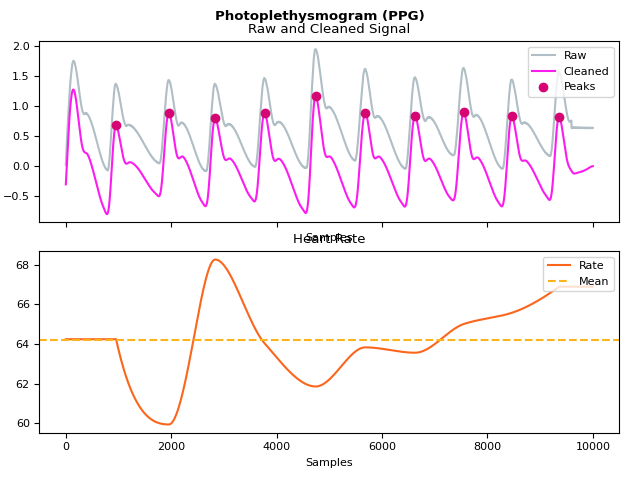 Photoplethysmogram (PPG)
Raw and Cleaned Signal
2.0
1.5
1.0
0.5
0.0
−0.5
Raw
Cleaned
Peaks
Samples
Heart Rate
68
66
64
62
60
Rate
Mean
0 2000 4000 6000 8000 10000
Samples